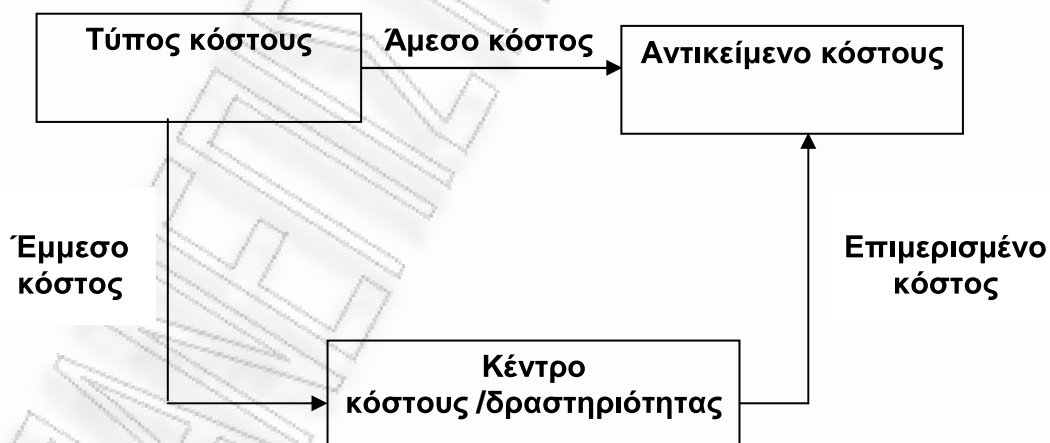 Τύπος κόστους
Άμεσο κόστος
Αντικείμενο κόστους
Έμμεσο
κόστος
Επιμερισμένο
κόστος
Κέντρο
κόστους /δραστηριότητας